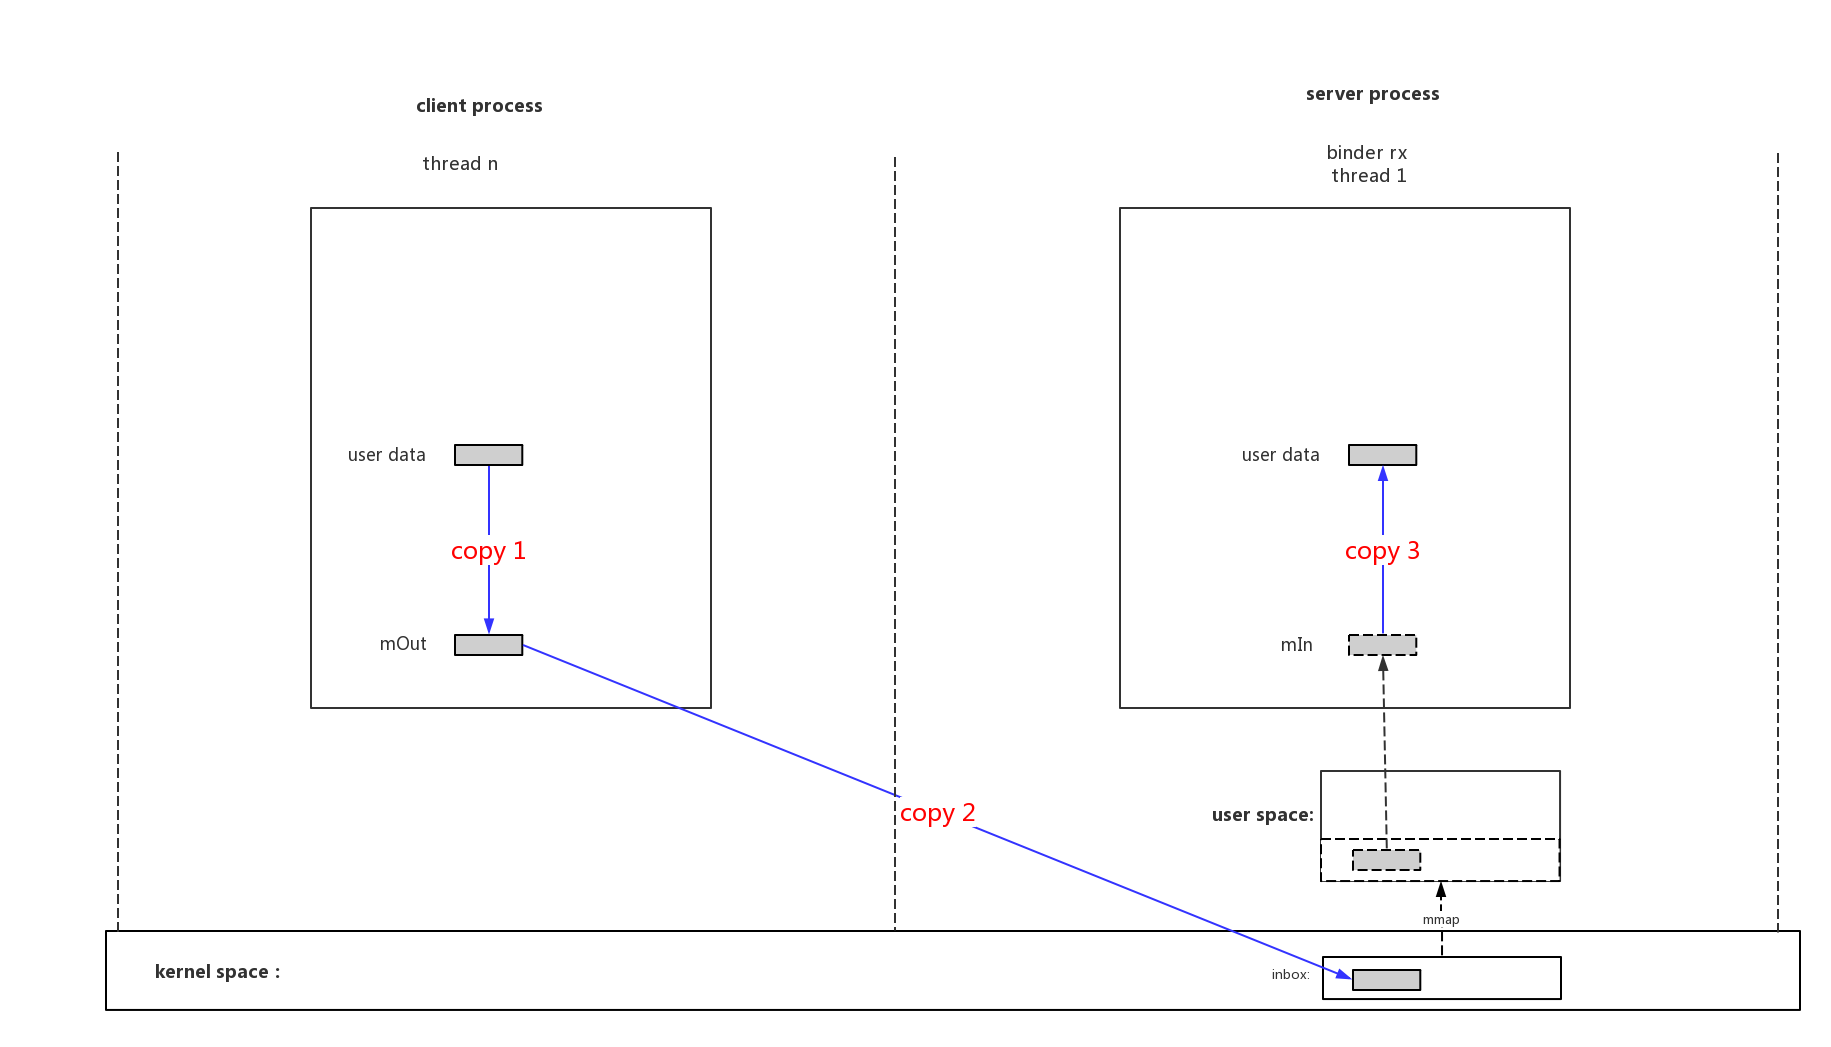 client process
server process
thread n
binder rx
thread 1
user data
user data
copy 1
copy 3
mOut
mIn
copy 2
user space:
mmap
kernel space :
inbox: